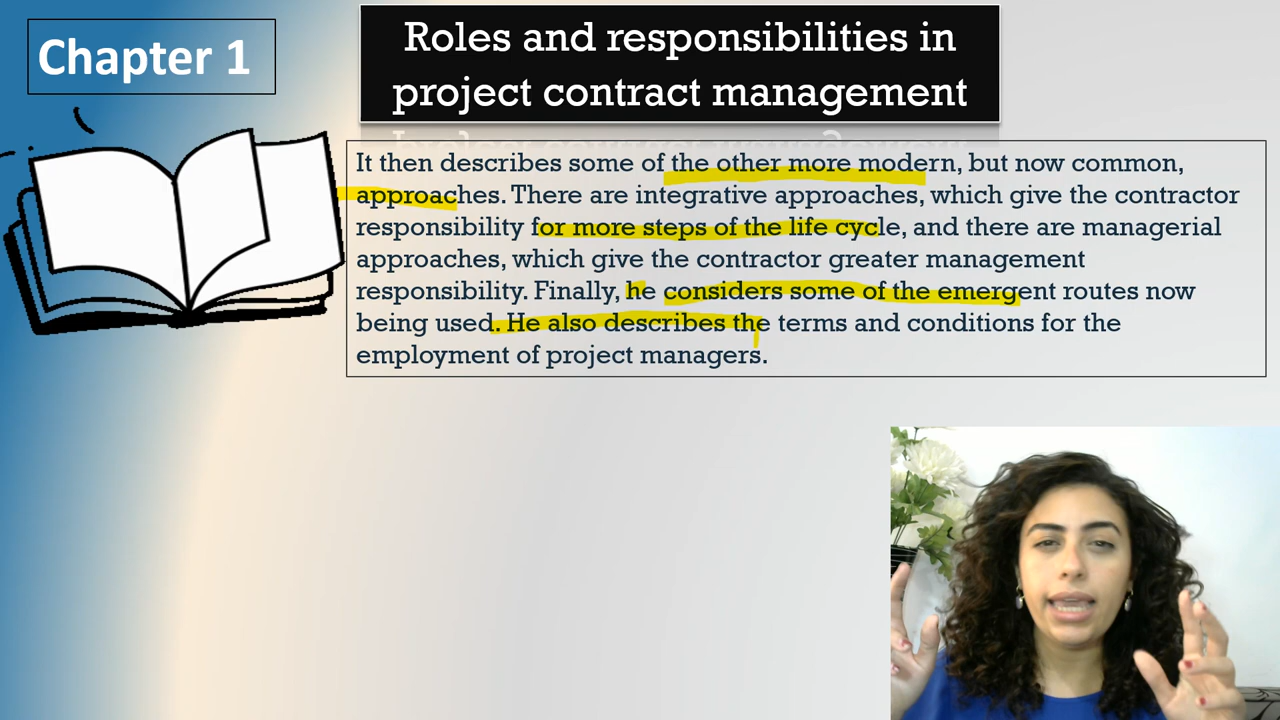 Chapter 1
Roles and responsibilities in
project contract management
It then describes some of the other more modern, but now common,
approaches. There are integrative approaches, which give the contractor
responsibility for more steps of the life cycle, and there are managerial
approaches, which give the contractor greater management
responsibility. Finally, he considers some of the emergent routes now
being used. He also describes the terms and conditions for the
employment of project managers.